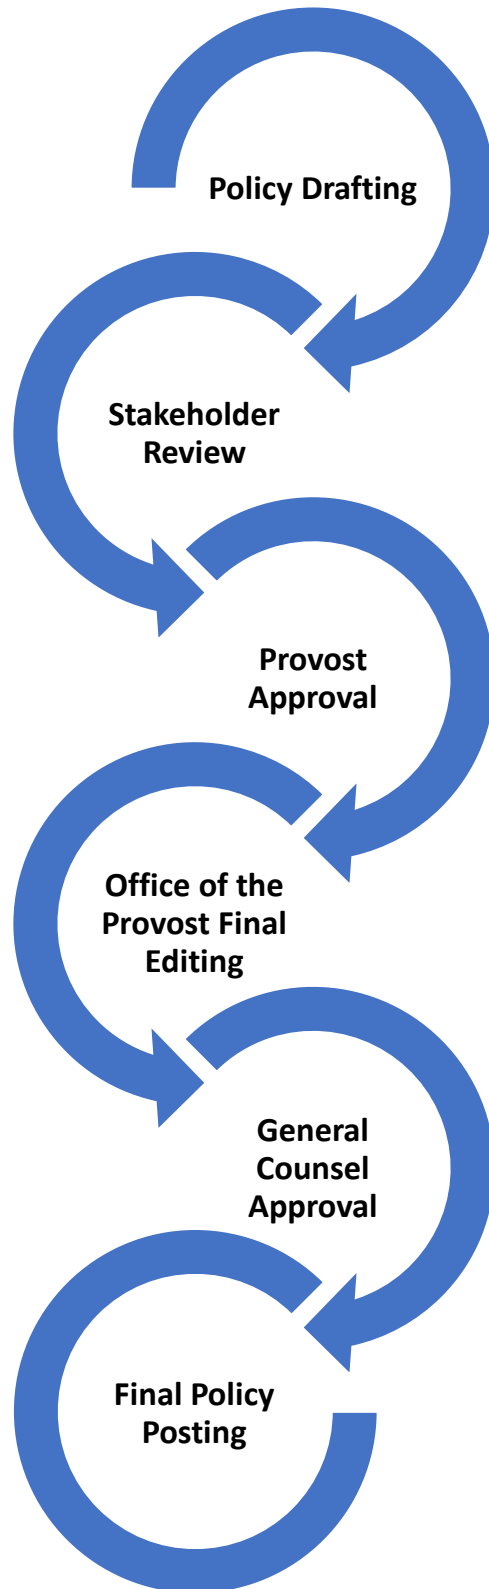 Policy Drafting
Stakeholder
Review
Provost
Approval
Office of the
Provost Final
Editing
General
Counsel
Approval
Final Policy
Posting